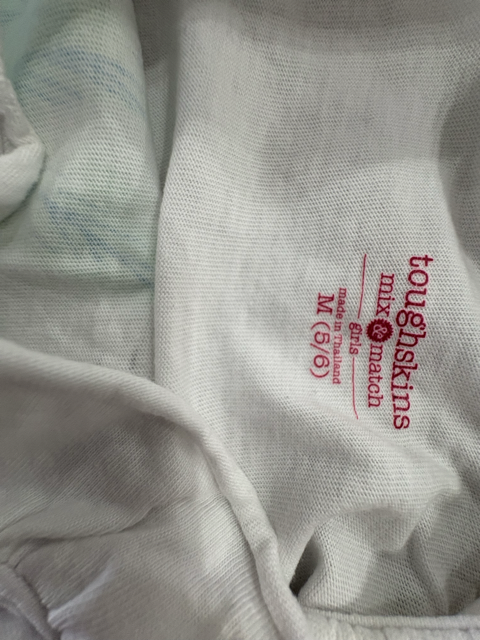 toughskins
mix & match
girls
made in Thailand
M (5/6)